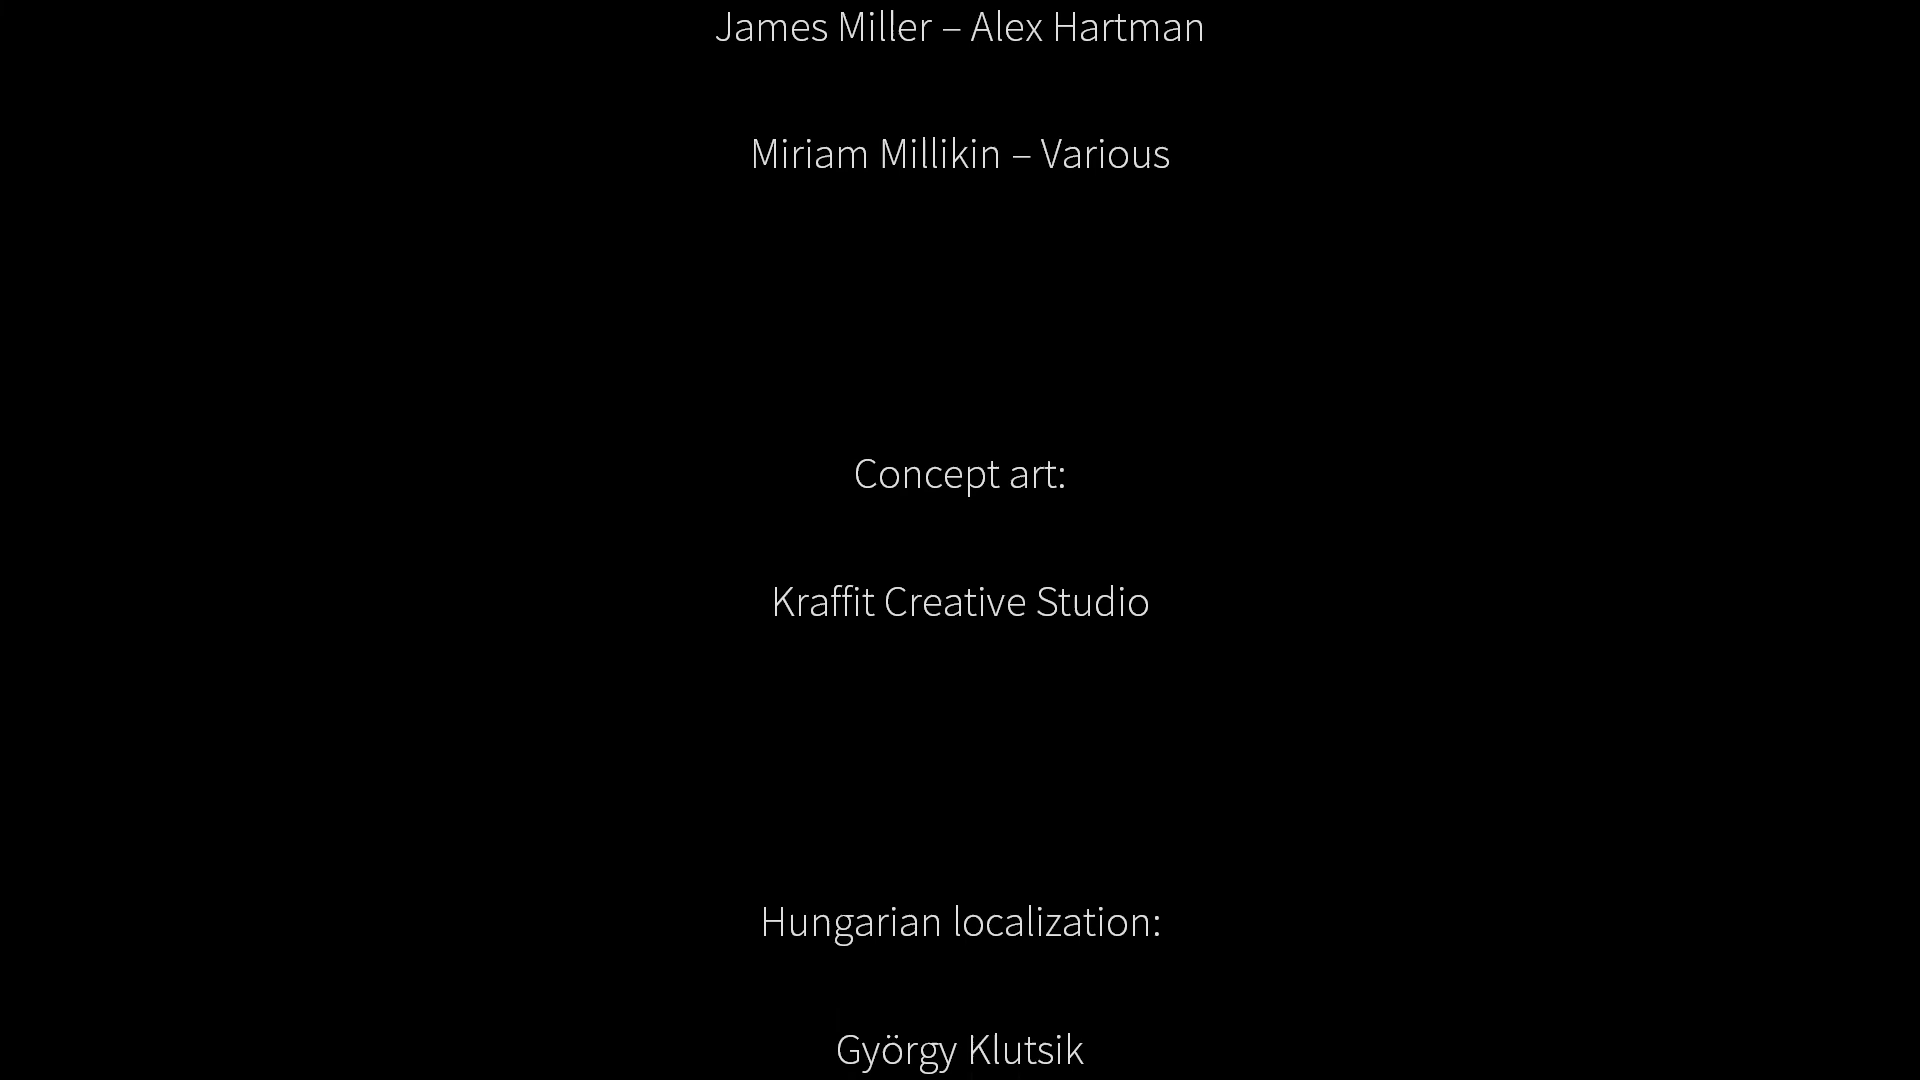 James Miller – Alex Hartman
Miriam Millikin – Various
Concept art:
Kraffit Creative Studio
Hungarian localization:
György Klutsik